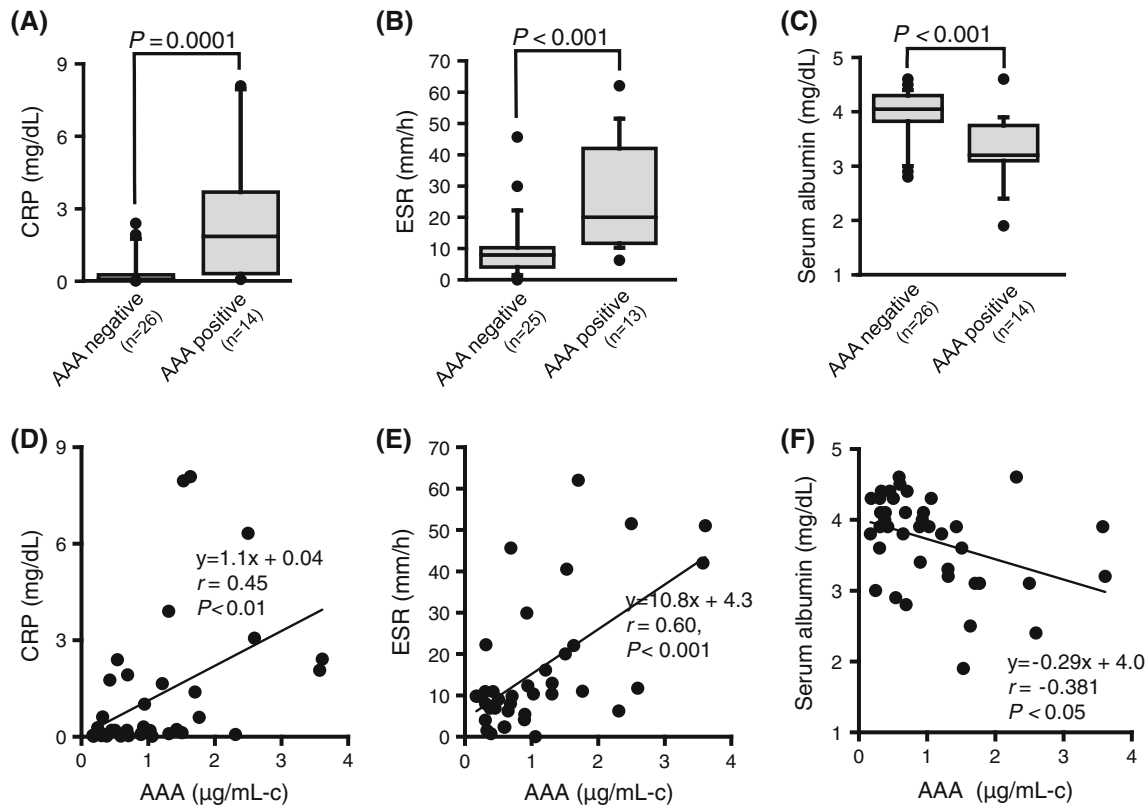 (A)
P = 0.0001
CRP (mg/dL)
9
6
3
0
AAA negative
(n=26)
AAA positive
(n=14)
(B)
P < 0.001
ESR (mm/h)
70
60
50
40
30
20
10
0
AAA negative
(n=25)
AAA positive
(n=13)
(C)
P < 0.001
Serum albumin (mg/dL)
5
4
3
2
1
AAA negative
(n=26)
AAA positive
(n=14)
(D)
CRP (mg/dL)
9
6
3
0
y=1.1x + 0.04
r = 0.45
P<0.01
0 1 2 3 4
AAA (µg/mL-c)
(E)
ESR (mm/h)
70
60
50
40
30
20
10
0
y=10.8x + 4.3
r = 0.60,
P< 0.001
0 1 2 3 4
AAA (µg/mL-c)
(F)
Serum albumin (mg/dL)
5
4
3
2
1
y=-0.29x + 4.0
r = -0.381
P < 0.05
0 1 2 3 4
AAA (µg/mL-c)